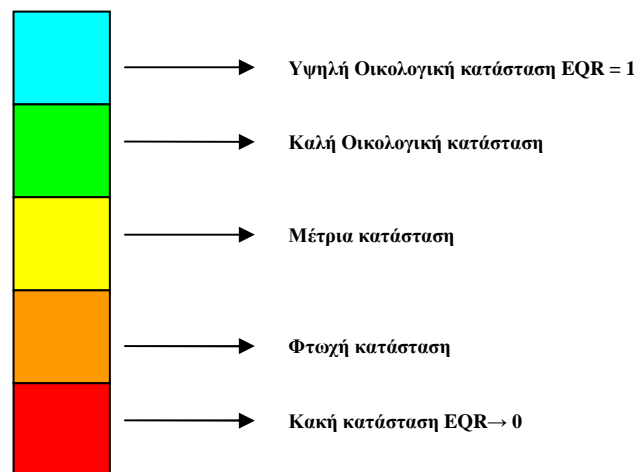 Υψηλή Οικολογική κατάσταση EQR = 1
Καλή Οικολογική κατάσταση
Μέτρια κατάσταση
Φτωχή κατάσταση
Κακή κατάσταση EQR→ 0